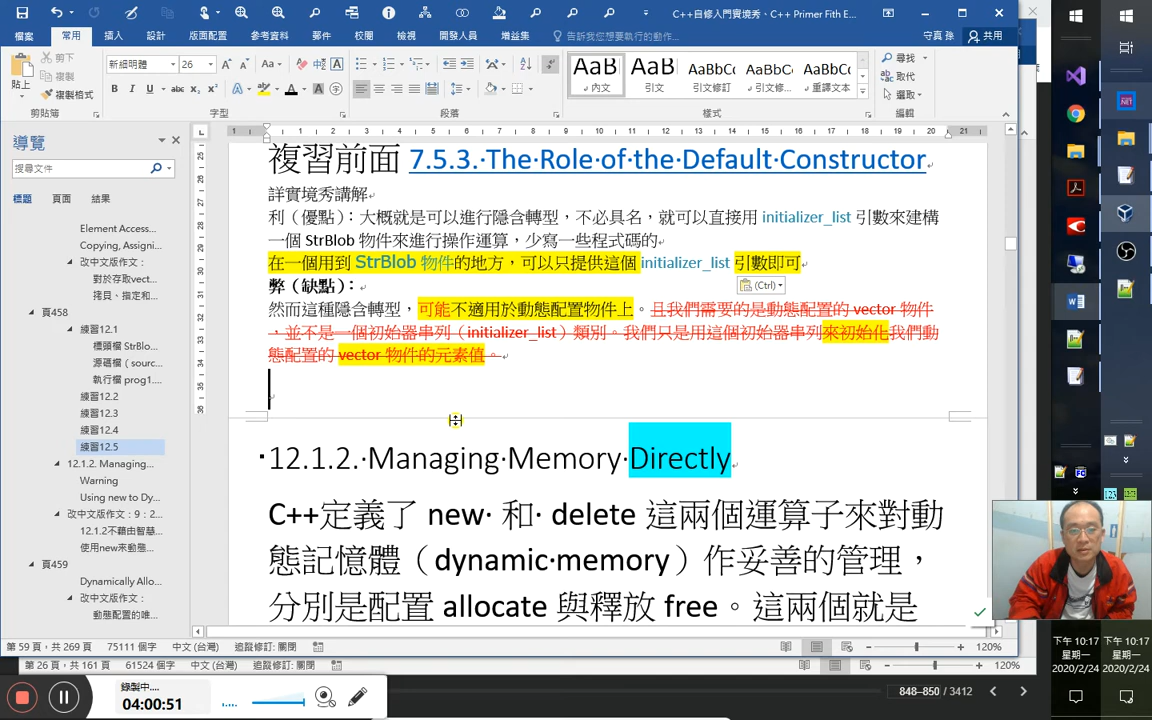 C++自修入門實境秀、C++ Primer Fith E...
檔案 常用 插入 設計 版面配置 參考資料 郵件 校閱 檢視 開發人員 增益集 告訴我您想要執行的動作... 守真 孫 共用
貼上
剪下
複製
複製格式
剪貼簿
新細明體 26
字型
段落
AaB AaB AaBbCc AaBbCc AaBbCc
內文 引文 引文修訂 引文修... 重譯文本
樣式
尋找
取代
選取
編輯
導覽
搜尋文件
標題 頁面 結果
Element Access...
Copying, Assigni...
改中文版作文：
對於存取vect...
拷貝、指定和...
頁458
練習12.1
標頭檔 StrBlo...
源碼檔（sourc...
執行檔 prog1...
練習12.2
練習12.3
練習12.4
練習12.5
12.1.2. Managing...
Warning
Using new to Dy...
改中文版作文：9：2...
12.1.2不藉由智慧...
使用new來動態...
頁459
Dynamically Allo...
改中文版作文：
動態配置的唯...
複習前面 7.5.3. The Role of the Default Constructor
詳實境秀講解
利（優點）：大概就是可以進行隱含轉型，不必具名，就可以直接用 initializer_list 引數來建構
一個 StrBlob 物件來進行操作運算，少寫一些程式碼的
在一個用到 StrBlob 物件的地方，可以只提供這個 initializer_list 引數即可
弊（缺點）：
(Ctrl)
然而這種隱含轉型，可能不適用於動態配置物件上。且我們需要的是動態配置的 vector 物件
，並不是一個初始器串列（initializer_list）類別。我們只是用這個初始器串列來初始化我們動
態配置的 vector 物件的元素值。
12.1.2. Managing Memory Directly
C++定義了 new 和 delete 這兩個運算子來對動
態記憶體（dynamic memory）作妥善的管理，
分別是配置 allocate 與釋放 free。這兩個就是
第 59 頁，共 269 頁 75111 個字 中文 (台灣) 追蹤修訂: 關閉 120%
第 26 頁，共 161 頁 61524 個字 中文 (台灣) 追蹤修訂: 關閉 120%
錄製中....
04:00:51
848–850 / 3412
下午 10:17
星期一
2020/2/24
下午 10:17
星期一
2020/2/24